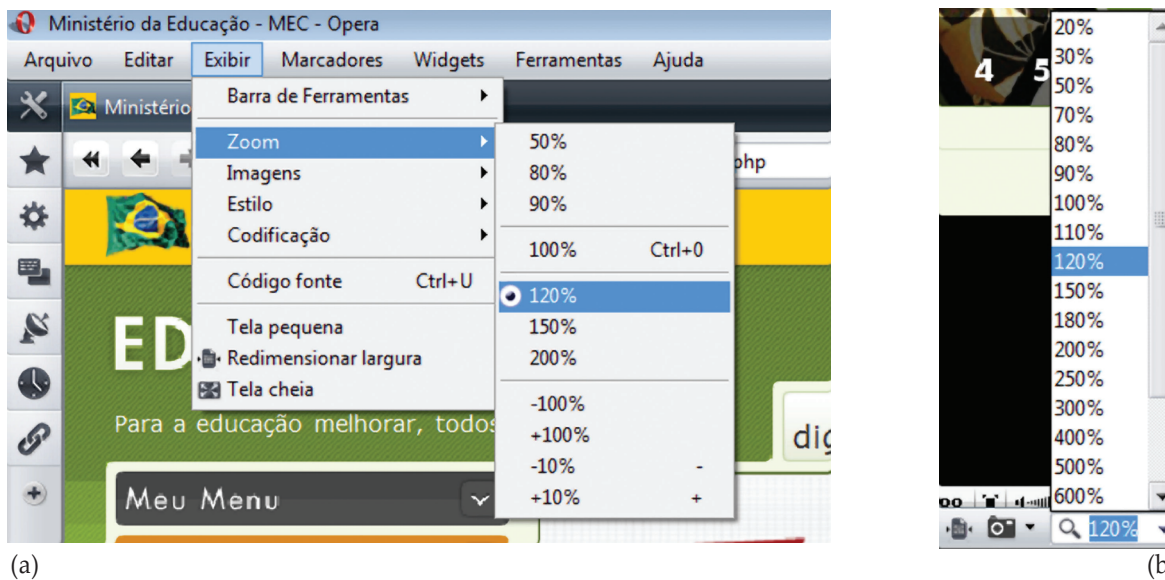 Ministério da Educação - MEC - Opera
Arquivo Editar Exibir Marcadores Widgets Ferramentas Ajuda
Ministério
Barra de Ferramentas
Zoom
Imagens
Estilo
Codificação
Código fonte Ctrl+U
Tela pequena
Redimensionar largura
Tela cheia
50%
80%
90%
100% Ctrl+0
120%
150%
200%
-100%
+100%
-10% -
+10% +
php
ED
Para a educação melhorar, todos
dig
Meu Menu
(a)
4 5
20%
30%
50%
70%
80%
90%
100%
110%
120%
150%
180%
200%
250%
300%
400%
500%
600%
120%
(b